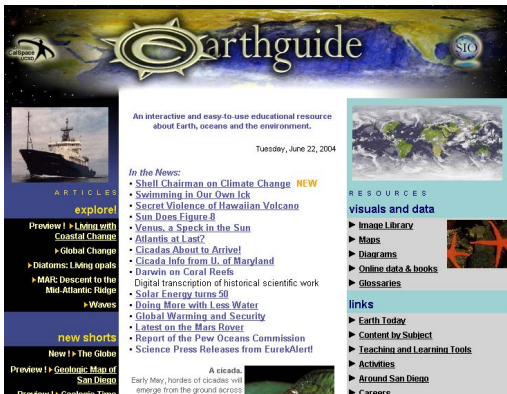 CalSpace
UCSD
earthguide
SIO
An interactive and easy-to-use educational resource
about Earth, oceans and the environment.
Tuesday, June 22, 2004
ARTICLES
explore!
Preview ! Living with
Coastal Change
Global Change
Diatoms: Living opals
MAR: Descent to the
Mid-Atlantic Ridge
Waves
new shorts
New ! The Globe
Preview ! Geologic Map of
San Diego
Preview ! Geologic Time
In the News:
• Shell Chairman on Climate Change NEW
• Swimming in Our Own Ick
• Secret Violence of Hawaiian Volcano
• Sun Does Figure-8
• Venus, a Speck in the Sun
• Atlantis at Last?
• Cicadas About to Arrive!
• Cicada Info from U. of Maryland
• Darwin on Coral Reefs
Digital transcription of historical scientific work
• Solar Energy turns 50
• Doing More with Less Water
• Global Warming and Security
• Latest on the Mars Rover
• Report of the Pew Oceans Commission
• Science Press Releases from EurekAlert!
A cicada.
Early May, hordes of cicadas will
emerge from the ground across
RESOURCES
visuals and data
Image Library
Maps
Diagrams
Online data & books
Glossaries
links
Earth Today
Content by Subject
Teaching and Learning Tools
Activities
Around San Diego
Careers